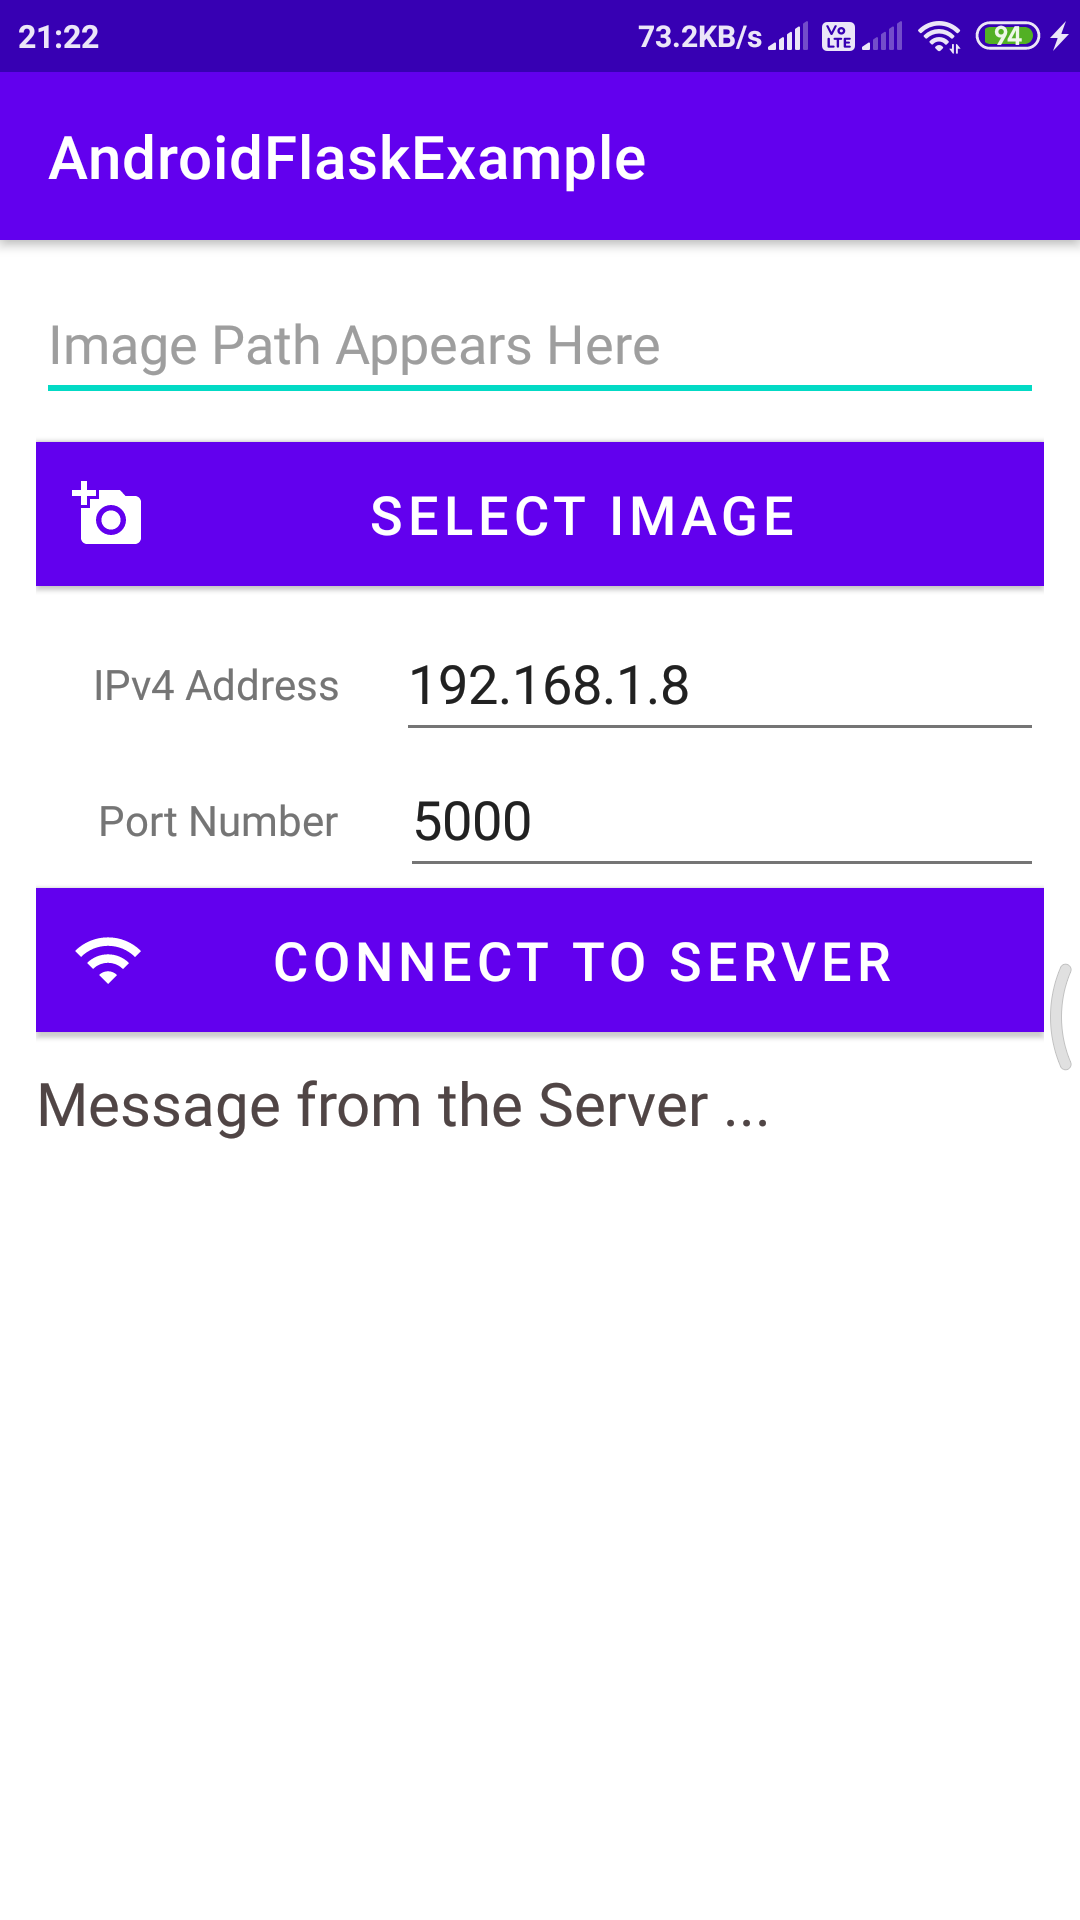 21:22 73.2KB/s Vo LTE 94
AndroidFlaskExample
Image Path Appears Here
SELECT IMAGE
IPv4 Address 192.168.1.8
Port Number 5000
CONNECT TO SERVER
Message from the Server ...